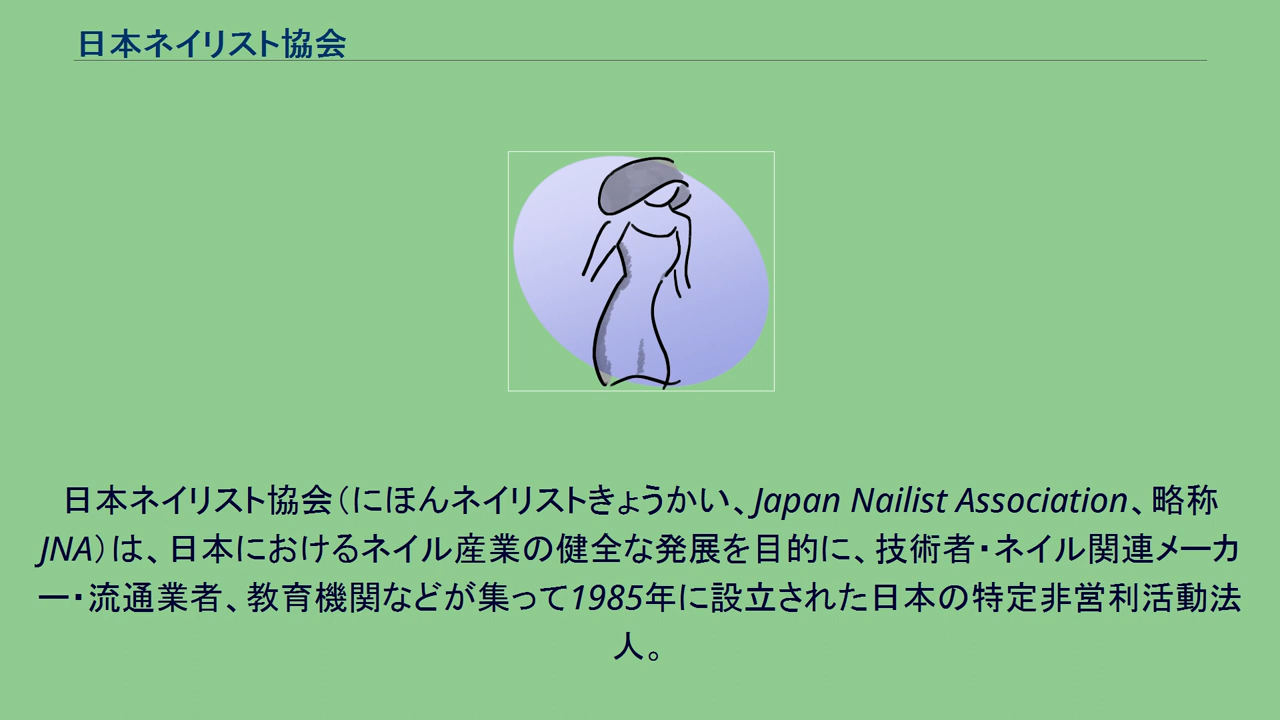 日本ネイリスト協会
日本ネイリスト協会（にほんネイリストきょうかい、Japan Nailist Association、略称
JNA）は、日本におけるネイル産業の健全な発展を目的に、技術者・ネイル関連メーカ
ー・流通業者、教育機関などが集って1985年に設立された日本の特定非営利活動法
人。